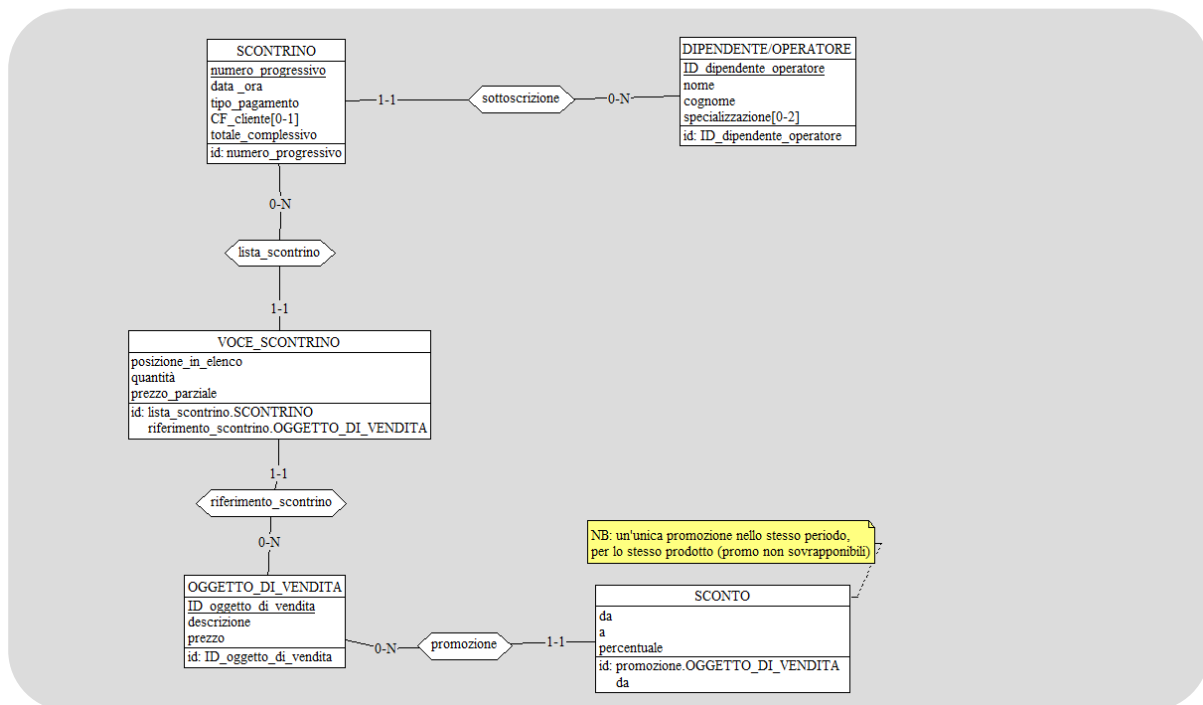 SCONTRINO
numero_progressivo
data _ora
tipo_pagamento
CF_cliente[0-1]
totale_complessivo
id: numero_progressivo
1-1
sottoscrizione
0-N
DIPENDENTE/OPERATORE
ID_dipendente_operatore
nome
cognome
specializzazione[0-2]
id: ID_dipendente_operatore
0-N
lista_scontrino
1-1
VOCE_SCONTRINO
posizione_in_elenco
quantità
prezzo_parziale
id: lista_scontrino.SCONTRINO
riferimento_scontrino.OGGETTO_DI_VENDITA
1-1
riferimento_scontrino
0-N
OGGETTO_DI_VENDITA
ID_oggetto_di_vendita
descrizione
prezzo
id: ID_oggetto_di_vendita
0-N
promozione
1-1
NB: un'unica promozione nello stesso periodo,
per lo stesso prodotto (promo non sovrapponibili)
SCONTO
da
a
percentuale
id: promozione.OGGETTO_DI_VENDITA
da